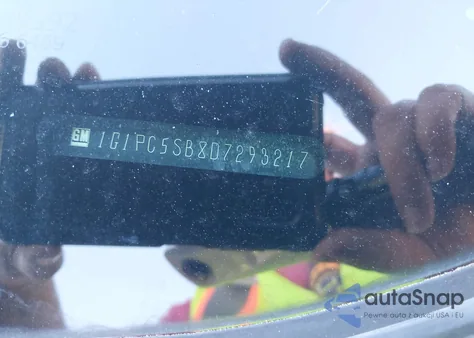 GM 1G1PC5SB8D7293217
autoSnap
Pewne auta z aukcji USA i EU